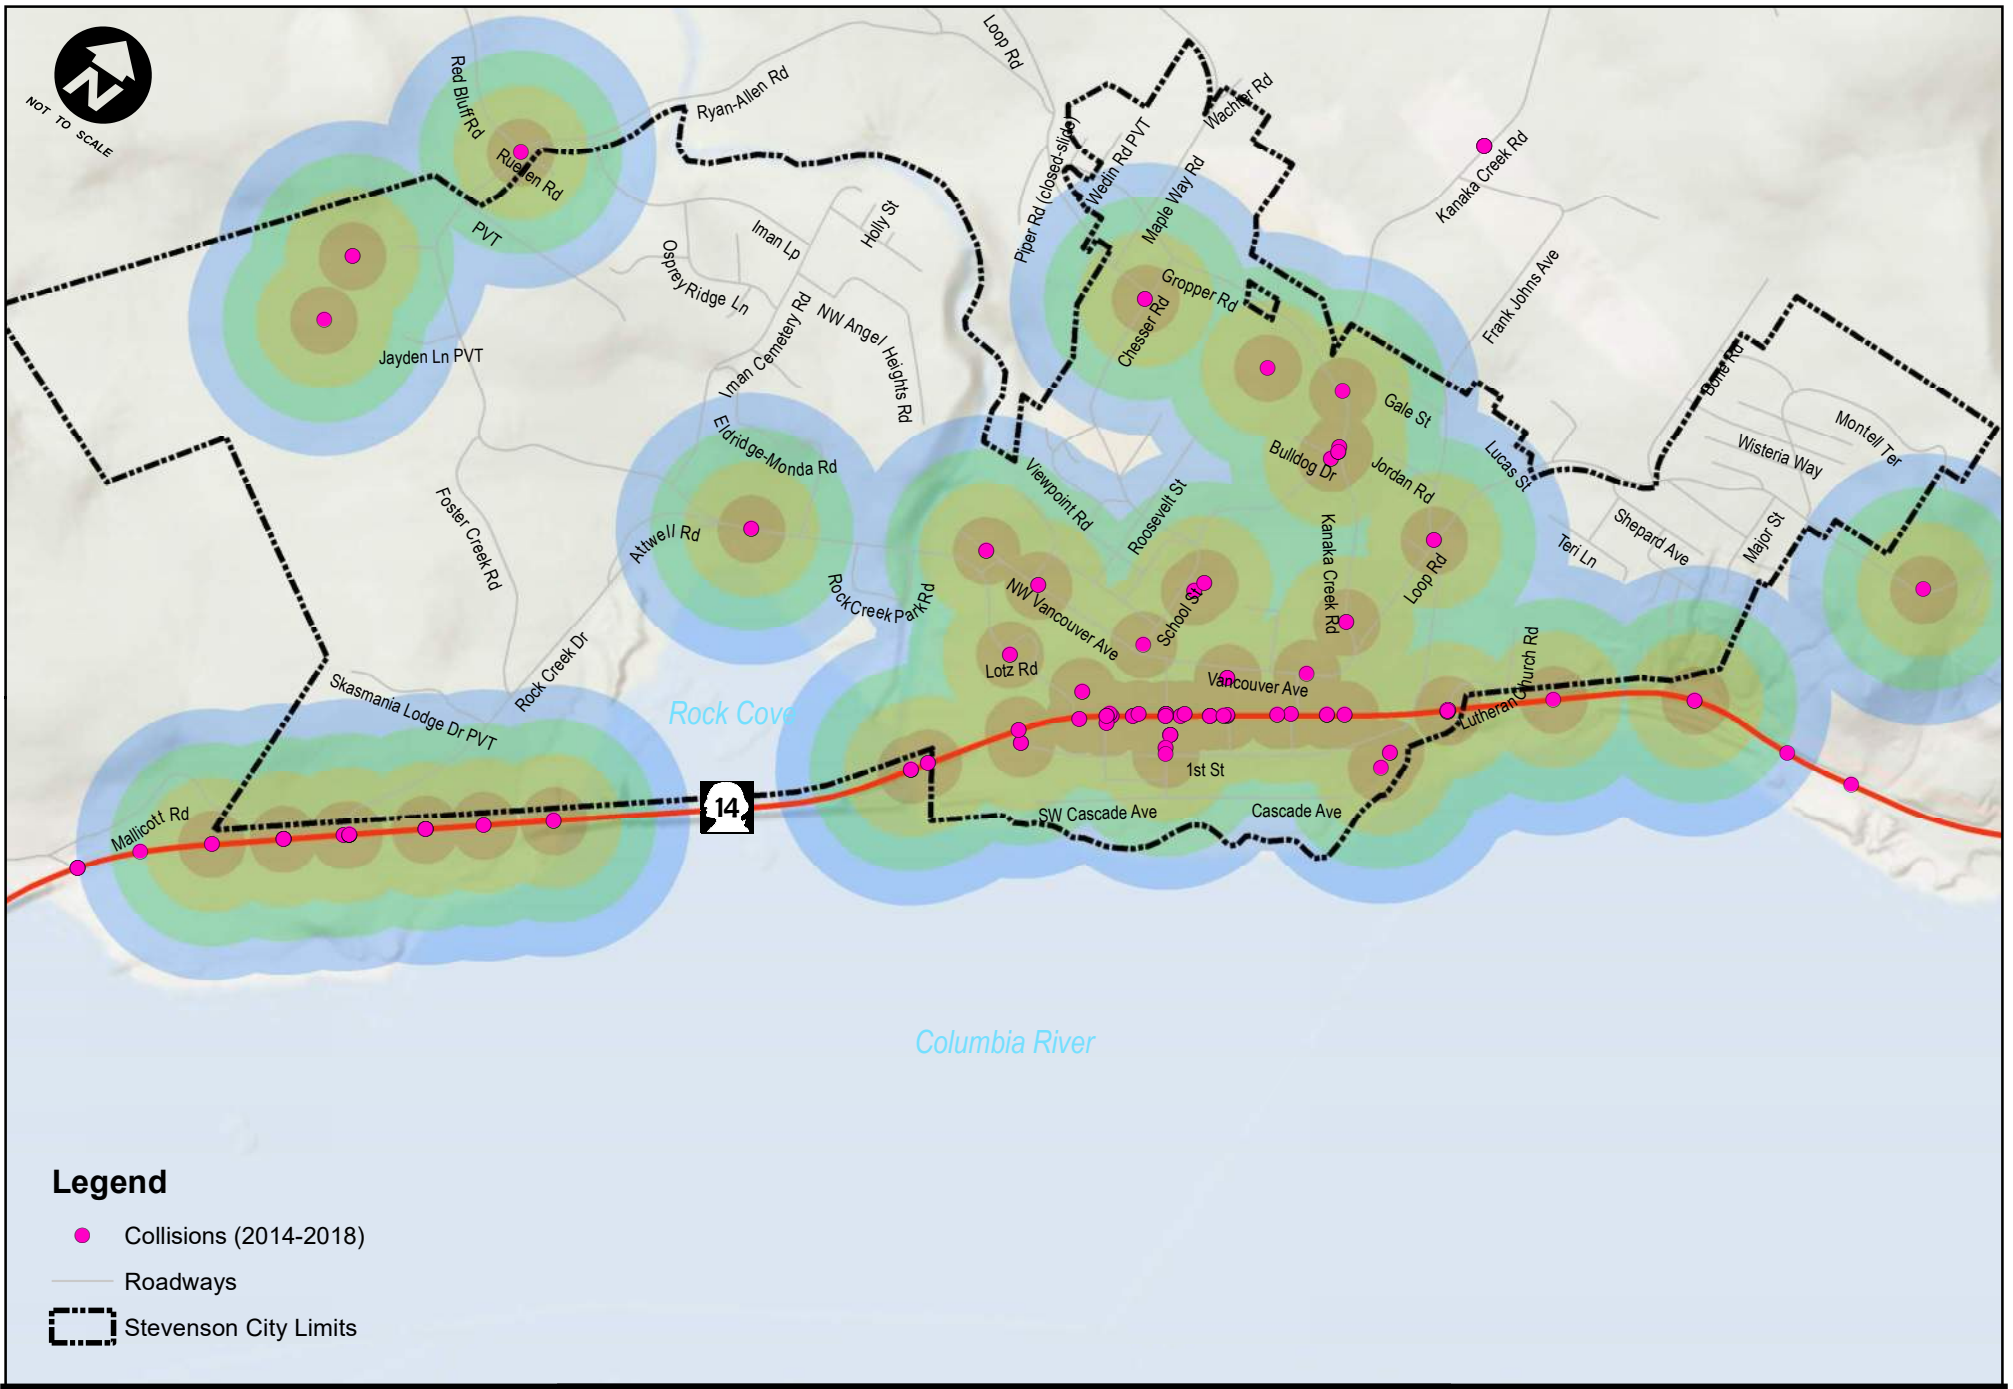 N
NOT TO SCALE
Red Bluff Rd
Ruellen Rd
PVT
Jayden Ln PVT
Ryan-Allen Rd
Loop Rd
Piper Rd (closed-slide)
Wedin Rd PVT
Maple Way Rd
Wachter Rd
Kanaka Creek Rd
Frank Johns Ave
Holly St
Iman Lp
Osprey Ridge Ln
Iman Cemetery Rd
NW Angel Heights Rd
Gropper Rd
Chesser Rd
Gale St
Bulldog Dr
Jordan Rd
Lucas St
Bone Rd
Montell Ter
Wisteria Way
Eldridge-Monda Rd
Attwell Rd
Foster Creek Rd
Rock Creek Park Rd
Viewpoint Rd
Roosevelt St
School St
NW Vancouver Ave
Kanaka Creek Rd
Loop Rd
Teri Ln
Shepard Ave
Major St
Lotz Rd
Vancouver Ave
Lutheran Church Rd
Rock Creek Dr
Skasmania Lodge Dr PVT
Rock Cove
Mallicott Rd
14
1st St
SW Cascade Ave
Cascade Ave
Columbia River
Legend
Collisions (2014-2018)
Roadways
Stevenson City Limits